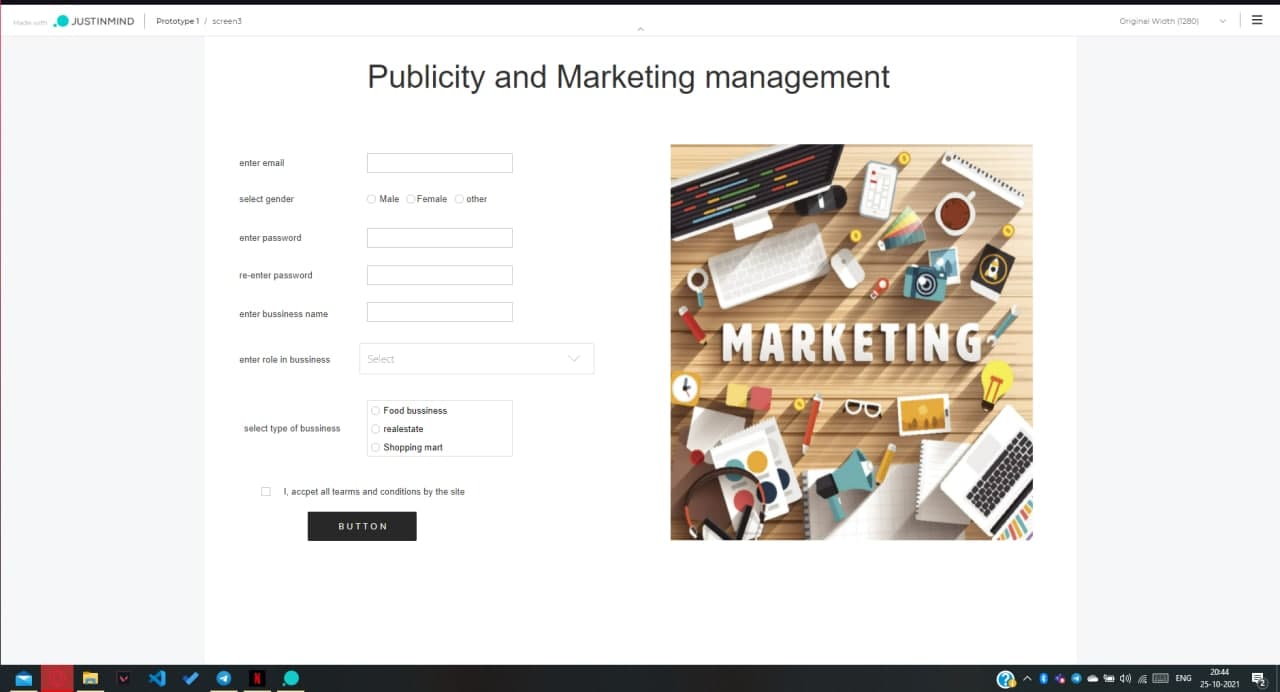 Made with JUSTINMIND Prototype 1 / screen3 Original Width (1280)
Publicity and Marketing management
enter email
select gender Male Female other
enter password
re-enter password
enter bussiness name
enter role in bussiness Select
select type of bussiness
Food bussiness
realestate
Shopping mart
I, accpet all tearms and conditions by the site
BUTTON
MARKETING
ENG 20:44
25-10-2021 2